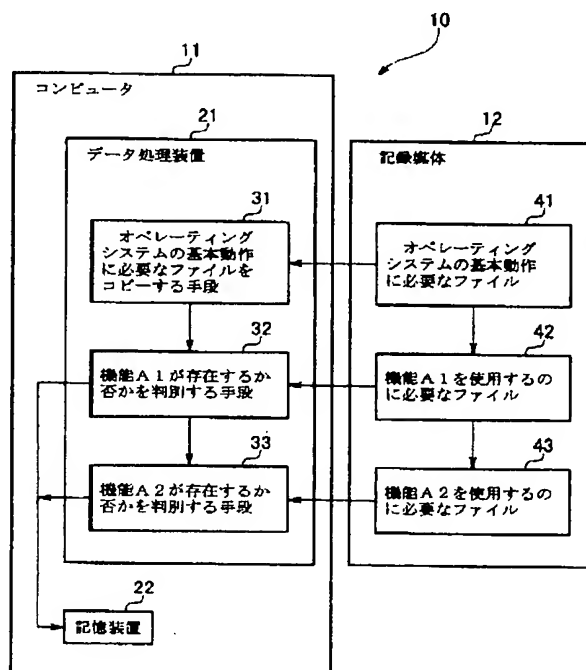 10
11
コンピュータ
21
12
データ処理装置
記録媒体
31
オペレーティング
システムの基本動作
に必要なファイルを
コピーする手段
41
オペレーティング
システムの基本動作
に必要なファイル
32
機能A1が存在するか
否かを判別する手段
42
機能A1を使用するの
に必要なファイル
33
機能A2が存在するか
否かを判別する手段
43
機能A2を使用するの
に必要なファイル
22
記憶装置